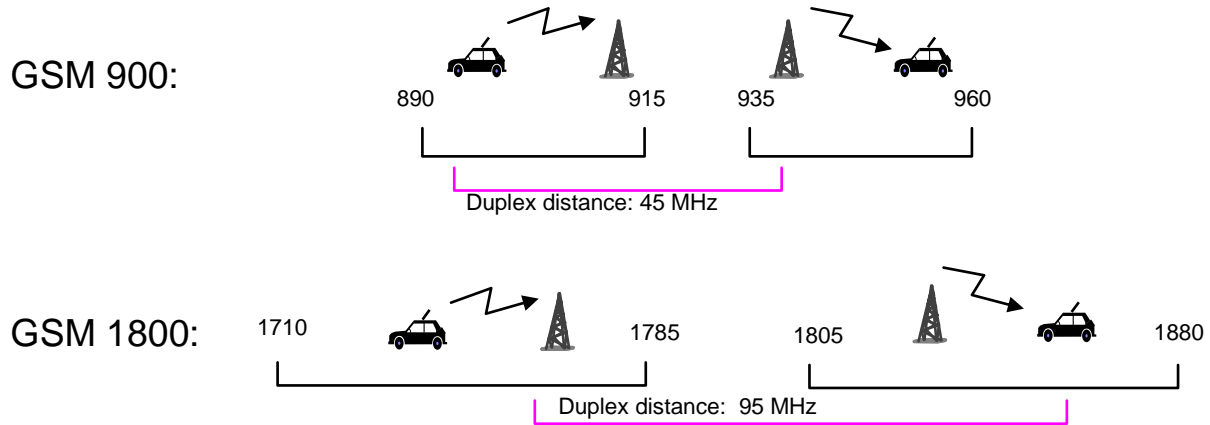 GSM 900:
890 915 935 960
Duplex distance: 45 MHz
GSM 1800:
1710 1785 1805 1880
Duplex distance: 95 MHz